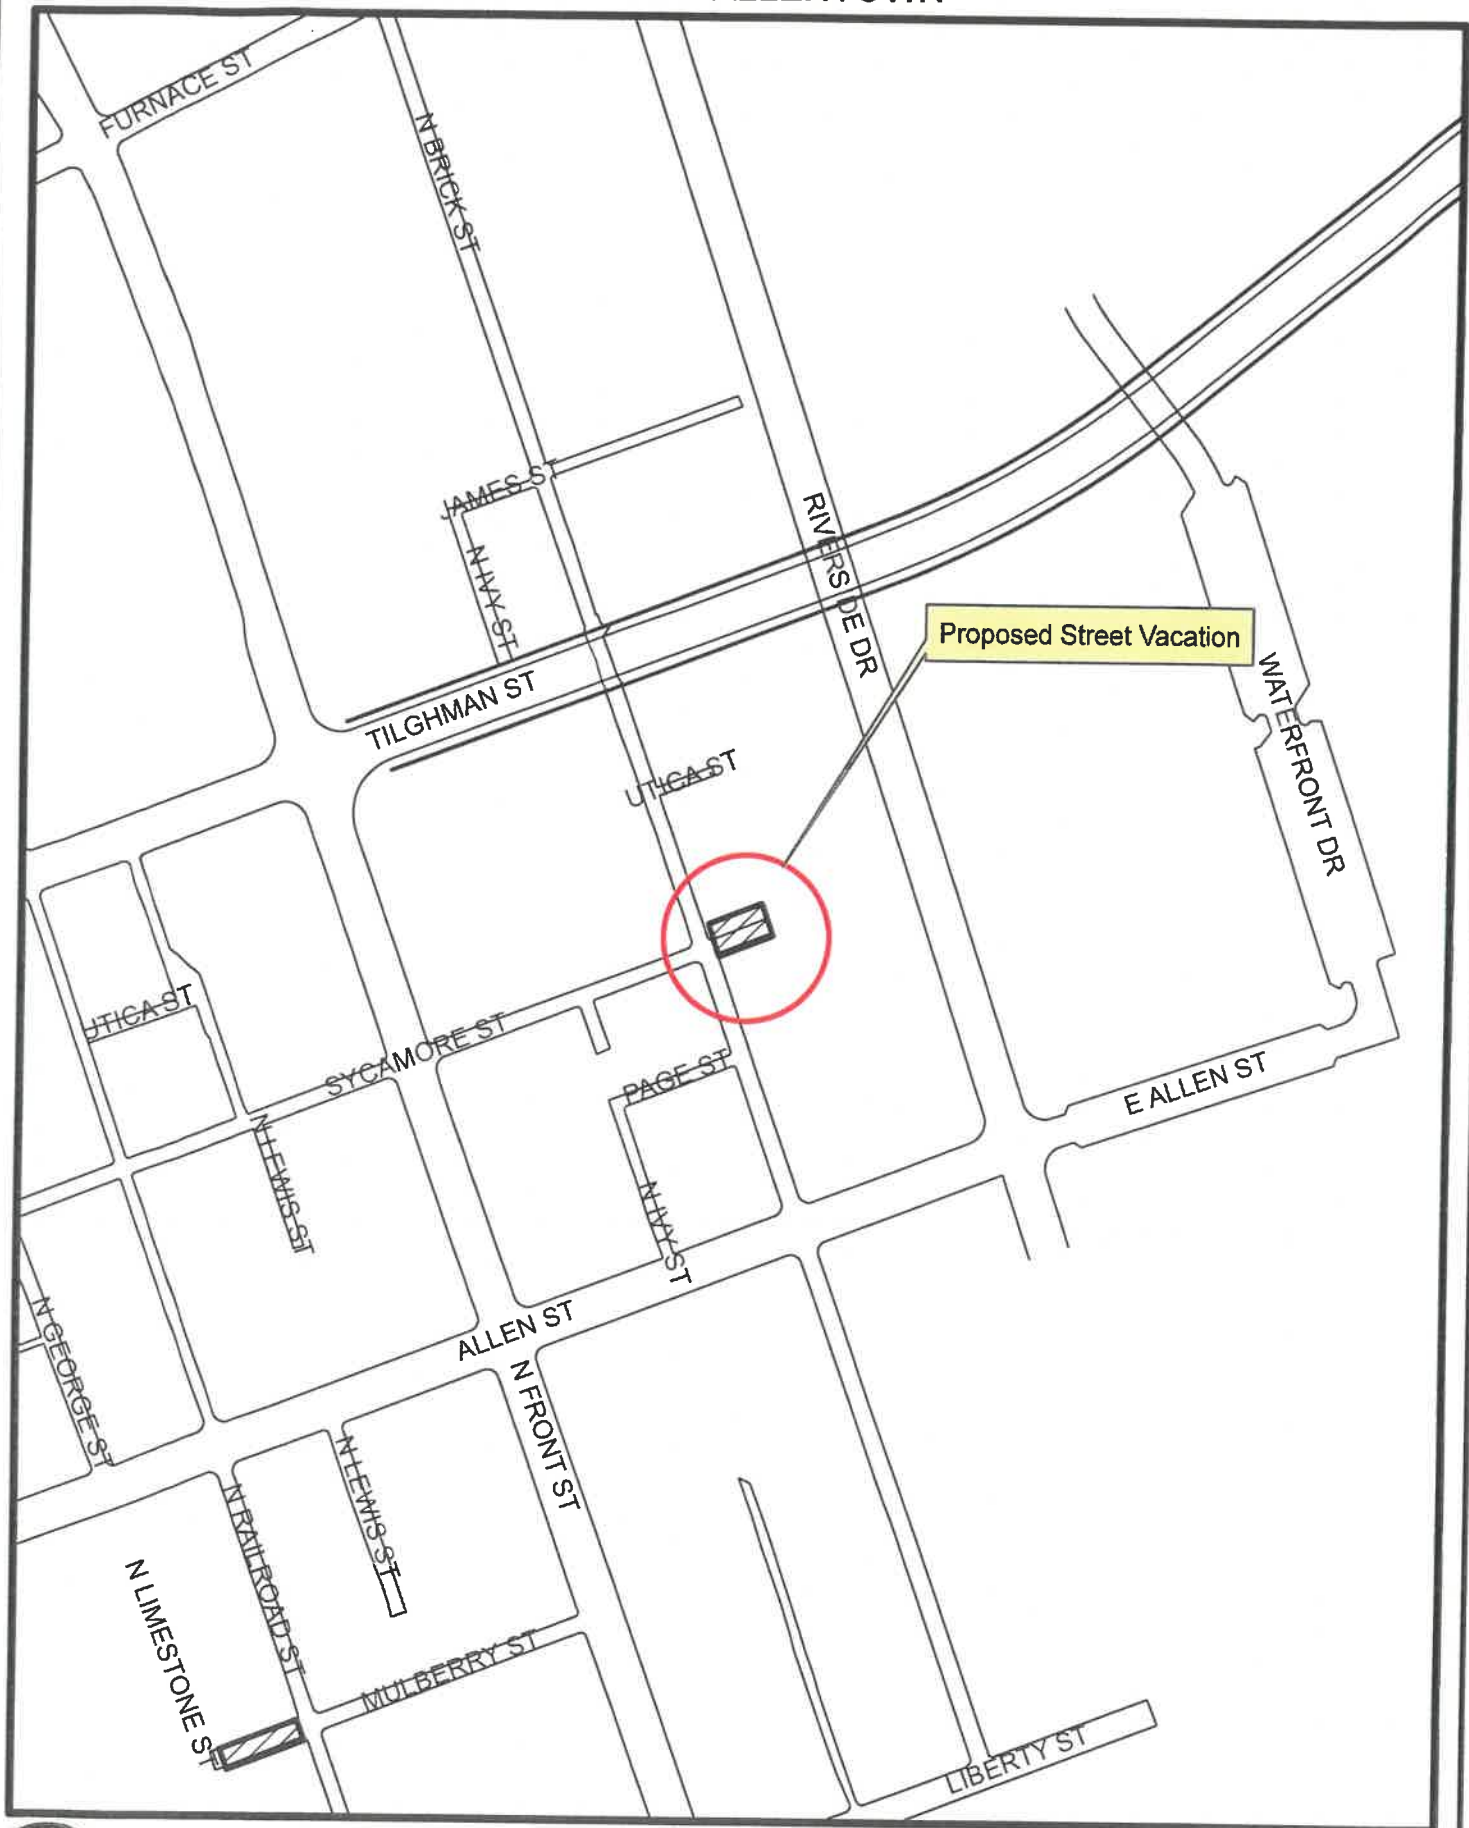 ALLENTOWN
FURNACE ST
N BRICK ST
JAMES ST
N IVY ST
RIVERSIDE DR
Proposed Street Vacation
TILGHMAN ST
WATERFRONT DR
UTICA ST
UTICA ST
SYCAMORE ST
PAGE ST
E ALLEN ST
N LEWIS ST
N IVY ST
N GEORGE ST
ALLEN ST
N FRONT ST
N LEWIS ST
N RAILROAD ST
N LIMESTONE ST
MULBERRY ST
LIBERTY ST